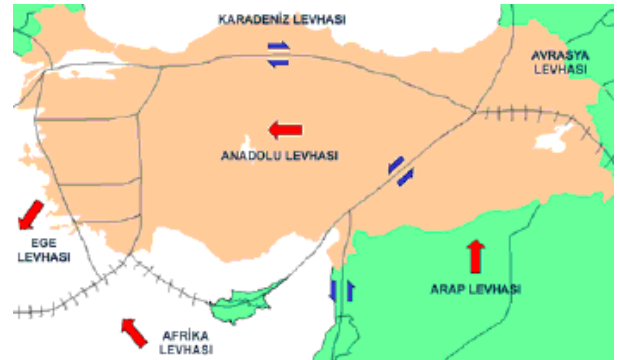 KARADENİZ LEVHASI
AVRASYA
LEVHASI
ANADOLU LEVHASI
EGE
LEVHASI
ARAP LEVHASI
AFRİKA
LEVHASI